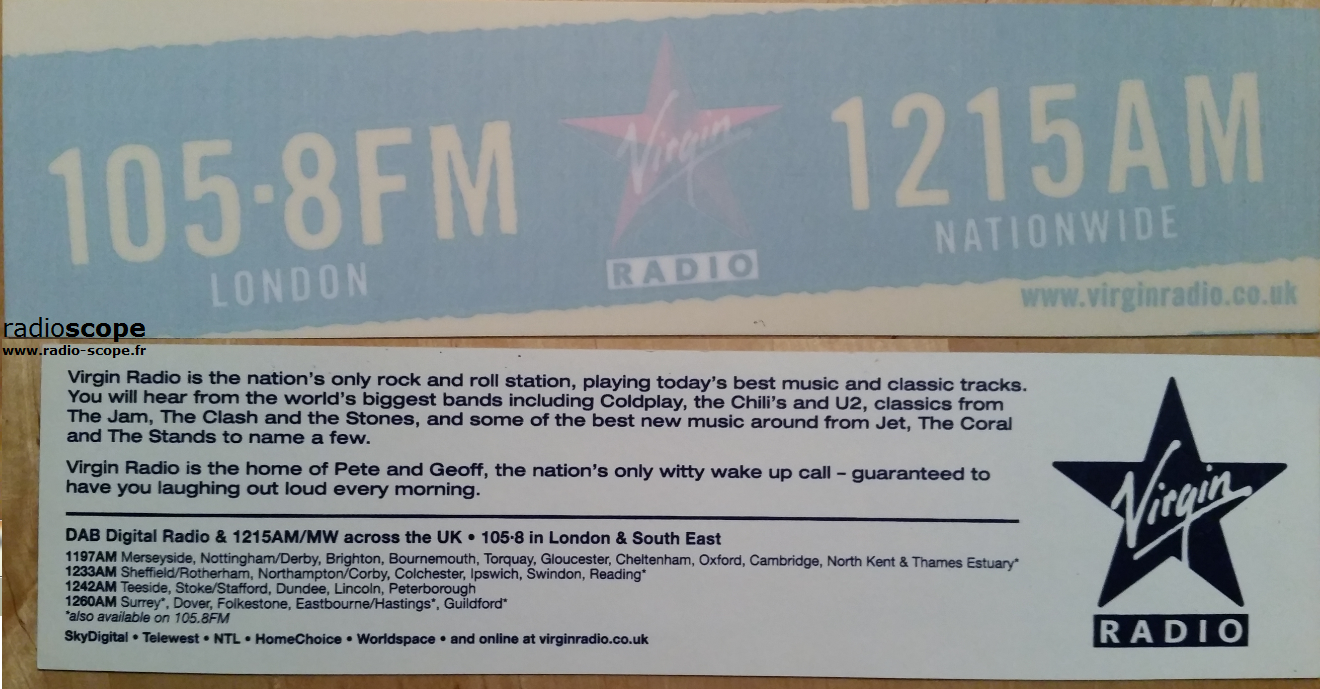 105·8FM
LONDON
Virgin
RADIO
1215AM
NATIONWIDE
www.virginradio.co.uk
radioscope
www.radio-scope.fr
Virgin Radio is the nation's only rock and roll station, playing today's best music and classic tracks.
You will hear from the world's biggest bands including Coldplay, the Chili's and U2, classics from
The Jam, The Clash and the Stones, and some of the best new music around from Jet, The Coral
and The Stands to name a few.
Virgin Radio is the home of Pete and Geoff, the nation's only witty wake up call – guaranteed to
have you laughing out loud every morning.
DAB Digital Radio & 1215AM/MW across the UK • 105·8 in London & South East
1197AM Merseyside, Nottingham/Derby, Brighton, Bournemouth, Torquay, Gloucester, Cheltenham, Oxford, Cambridge, North Kent & Thames Estuary*
1233AM Sheffield/Rotherham, Northampton/Corby, Colchester, Ipswich, Swindon, Reading*
1242AM Teeside, Stoke/Stafford, Dundee, Lincoln, Peterborough
1260AM Surrey*, Dover, Folkestone, Eastbourne/Hastings*, Guildford*
*also available on 105.8FM
SkyDigital • Telewest • NTL • HomeChoice • Worldspace • and online at virginradio.co.uk
Virgin
RADIO